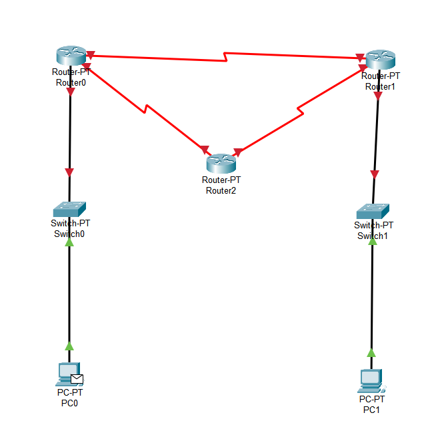 Router-PT
Router0
Router-PT
Router1
Router-PT
Router2
Switch-PT
Switch0
Switch-PT
Switch1
PC-PT
PC0
PC-PT
PC1